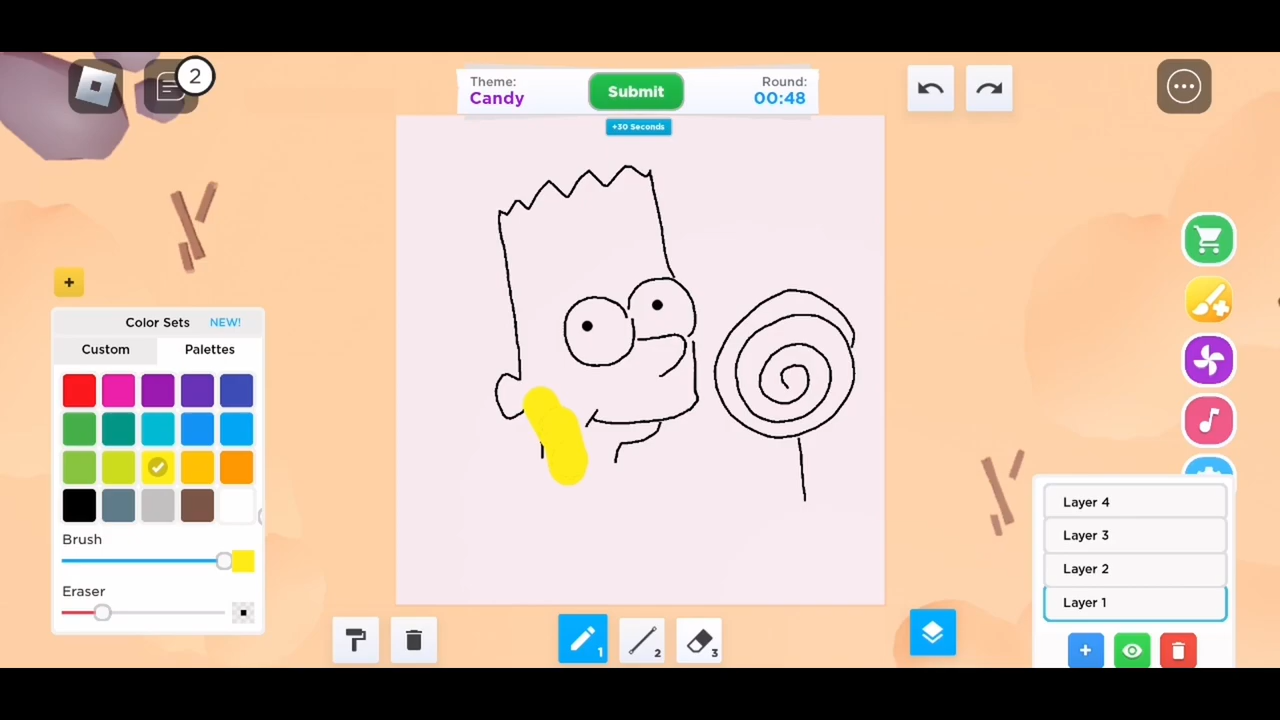 2
Theme:
Candy
Submit
Round:
00:48
+30 Seconds
+
Color Sets NEW!
Custom Palettes
Brush
Eraser
Layer 4
Layer 3
Layer 2
Layer 1
1
2
3
+